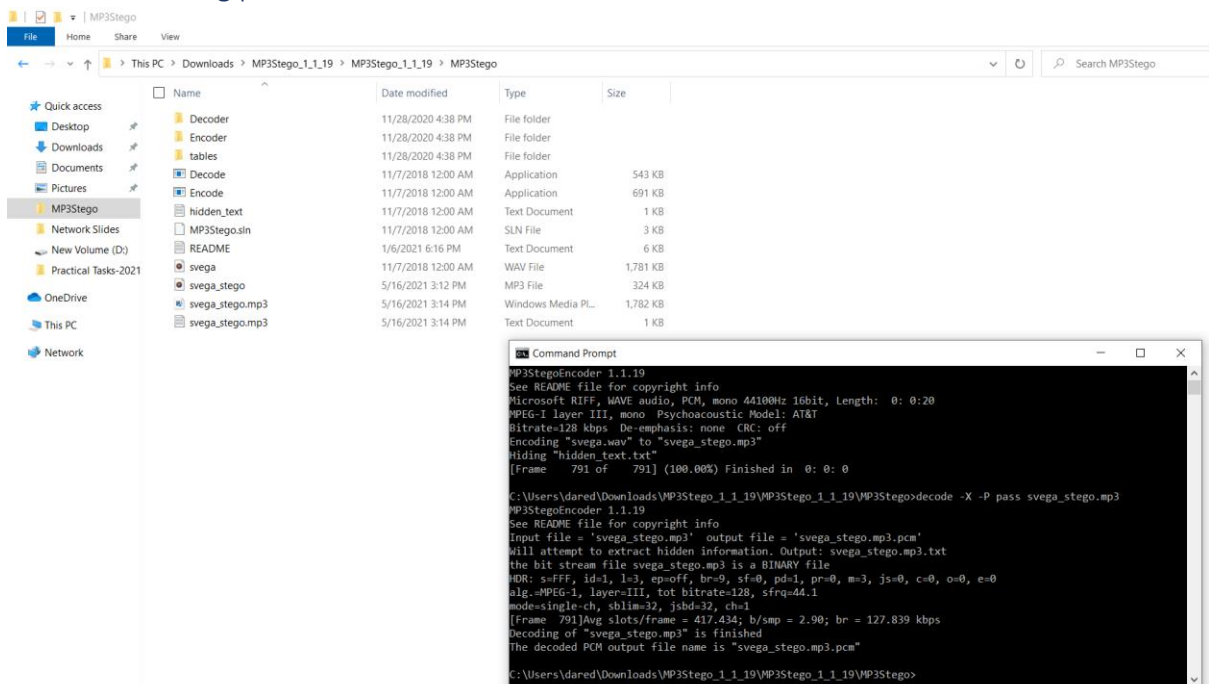 MP3Stego
File Home Share View
This PC > Downloads > MP3Stego_1_1_19 > MP3Stego_1_1_19 > MP3Stego
Search MP3Stego
Name Date modified Type Size
Quick access
Desktop
Downloads
Documents
Pictures
MP3Stego
Network Slides
New Volume (D:)
Practical Tasks-2021
OneDrive
This PC
Network
Decoder 11/28/2020 4:38 PM File folder
Encoder 11/28/2020 4:38 PM File folder
tables 11/28/2020 4:38 PM File folder
Decode 11/7/2018 12:00 AM Application 543 KB
Encode 11/7/2018 12:00 AM Application 691 KB
hidden_text 11/7/2018 12:00 AM Text Document 1 KB
MP3Stego.sln 11/7/2018 12:00 AM SLN File 3 KB
README 1/6/2021 6:16 PM Text Document 6 KB
svega 11/7/2018 12:00 AM WAV File 1,781 KB
svega_stego 5/16/2021 3:12 PM MP3 File 324 KB
svega_stego.mp3 5/16/2021 3:14 PM Windows Media Pl... 1,782 KB
svega_stego.mp3 5/16/2021 3:14 PM Text Document 1 KB
Command Prompt
MP3StegoEncoder 1.1.19
See README file for copyright info
Microsoft RIFF, WAVE audio, PCM, mono 44100Hz 16bit, Length: 0: 0:20
MPEG-I layer III, mono Psychoacoustic Model: AT&T
Bitrate=128 kbps De-emphasis: none CRC: off
Encoding "svega.wav" to "svega_stego.mp3"
Hiding "hidden_text.txt"
[Frame 791 of 791] (100.00%) Finished in 0: 0: 0
C:\Users\dared\Downloads\MP3Stego_1_1_19\MP3Stego_1_1_19\MP3Stego>decode -X -P pass svega_stego.mp3
MP3StegoEncoder 1.1.19
See README file for copyright info
Input file = 'svega_stego.mp3' output file = 'svega_stego.mp3.pcm'
Will attempt to extract hidden information. Output: svega_stego.mp3.txt
the bit stream file svega_stego.mp3 is a BINARY file
HDR: s=FFF, id=1, l=3, ep=off, br=9, sf=0, pd=1, pr=0, m=3, js=0, c=0, o=0, e=0
alg.=MPEG-1, layer=III, tot bitrate=128, sfrq=44.1
mode=single-ch, sblim=32, jsbd=32, ch=1
[Frame 791]Avg slots/frame = 417.434; b/smp = 2.90; br = 127.839 kbps
Decoding of "svega_stego.mp3" is finished
The decoded PCM output file name is "svega_stego.mp3.pcm"
C:\Users\dared\Downloads\MP3Stego_1_1_19\MP3Stego_1_1_19\MP3Stego>